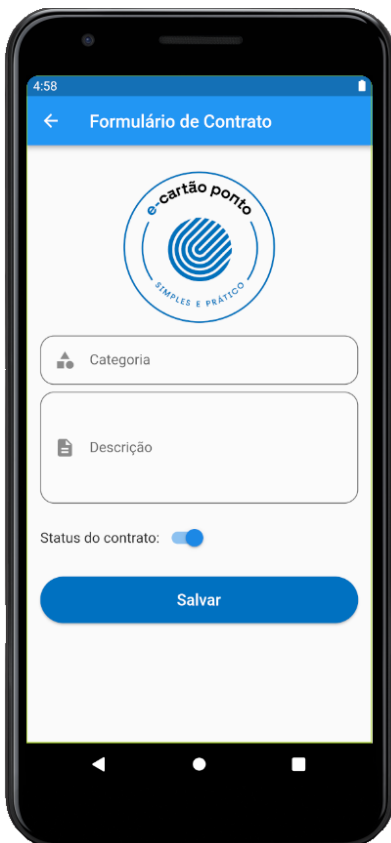 4:58
Formulário de Contrato
e-cartão ponto
SIMPLES E PRÁTICO
Categoria
Descrição
Status do contrato:
Salvar